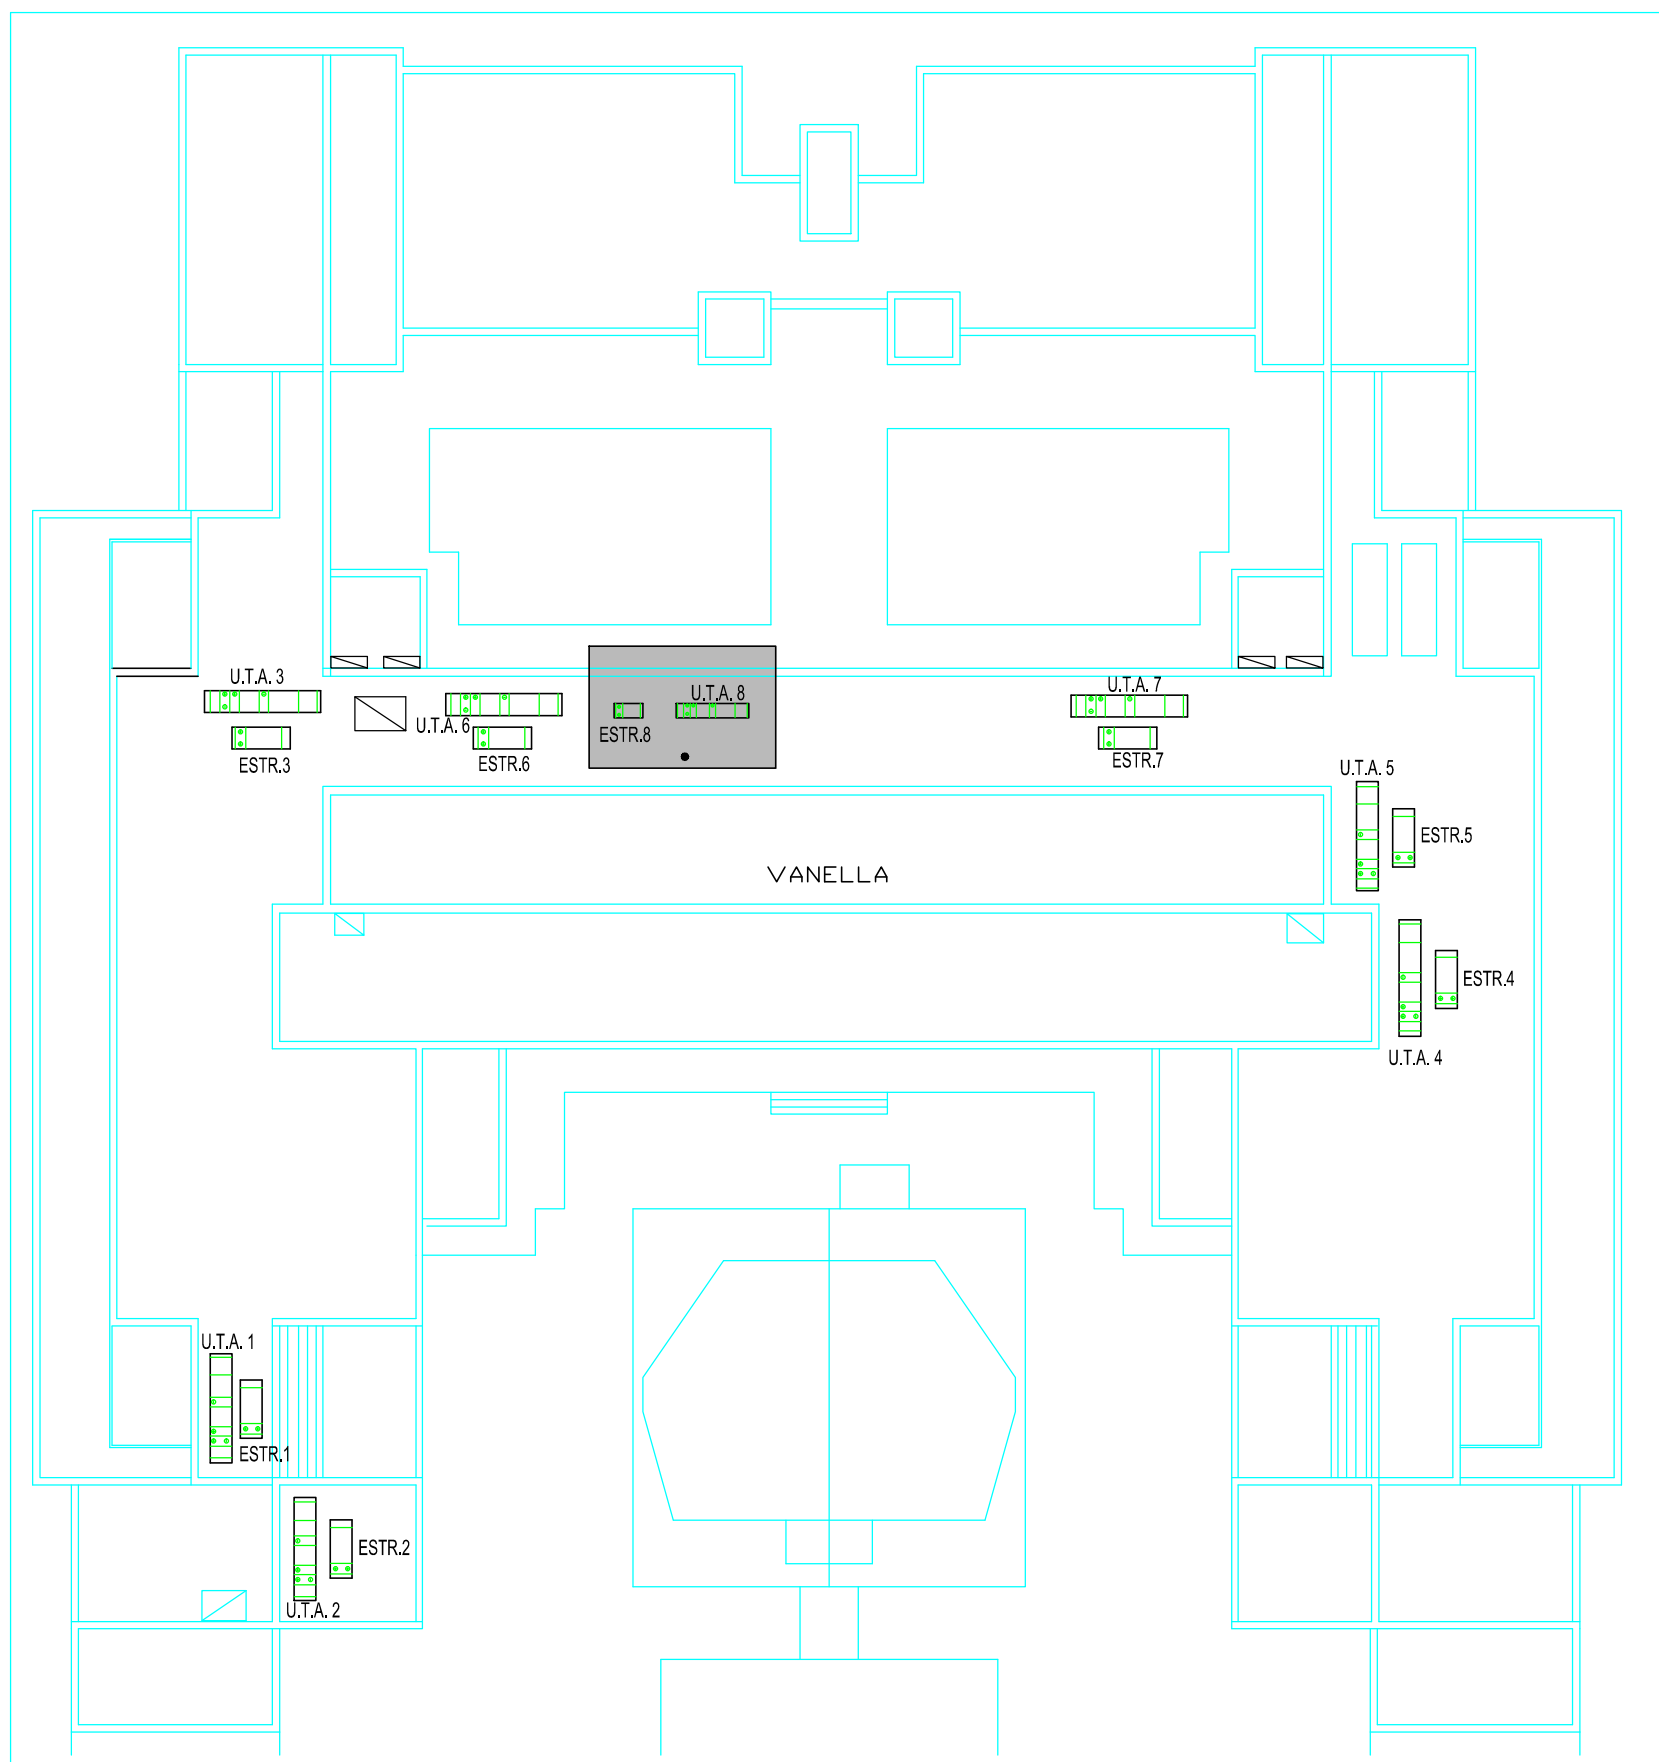 U.T.A. 3
U.T.A. 7
U.T.A. 8
U.T.A. 6
ESTR.8
ESTR.3
ESTR.6
ESTR.7
U.T.A. 5
ESTR.5
VANELLA
ESTR.4
U.T.A. 4
U.T.A. 1
ESTR.1
ESTR.2
U.T.A. 2